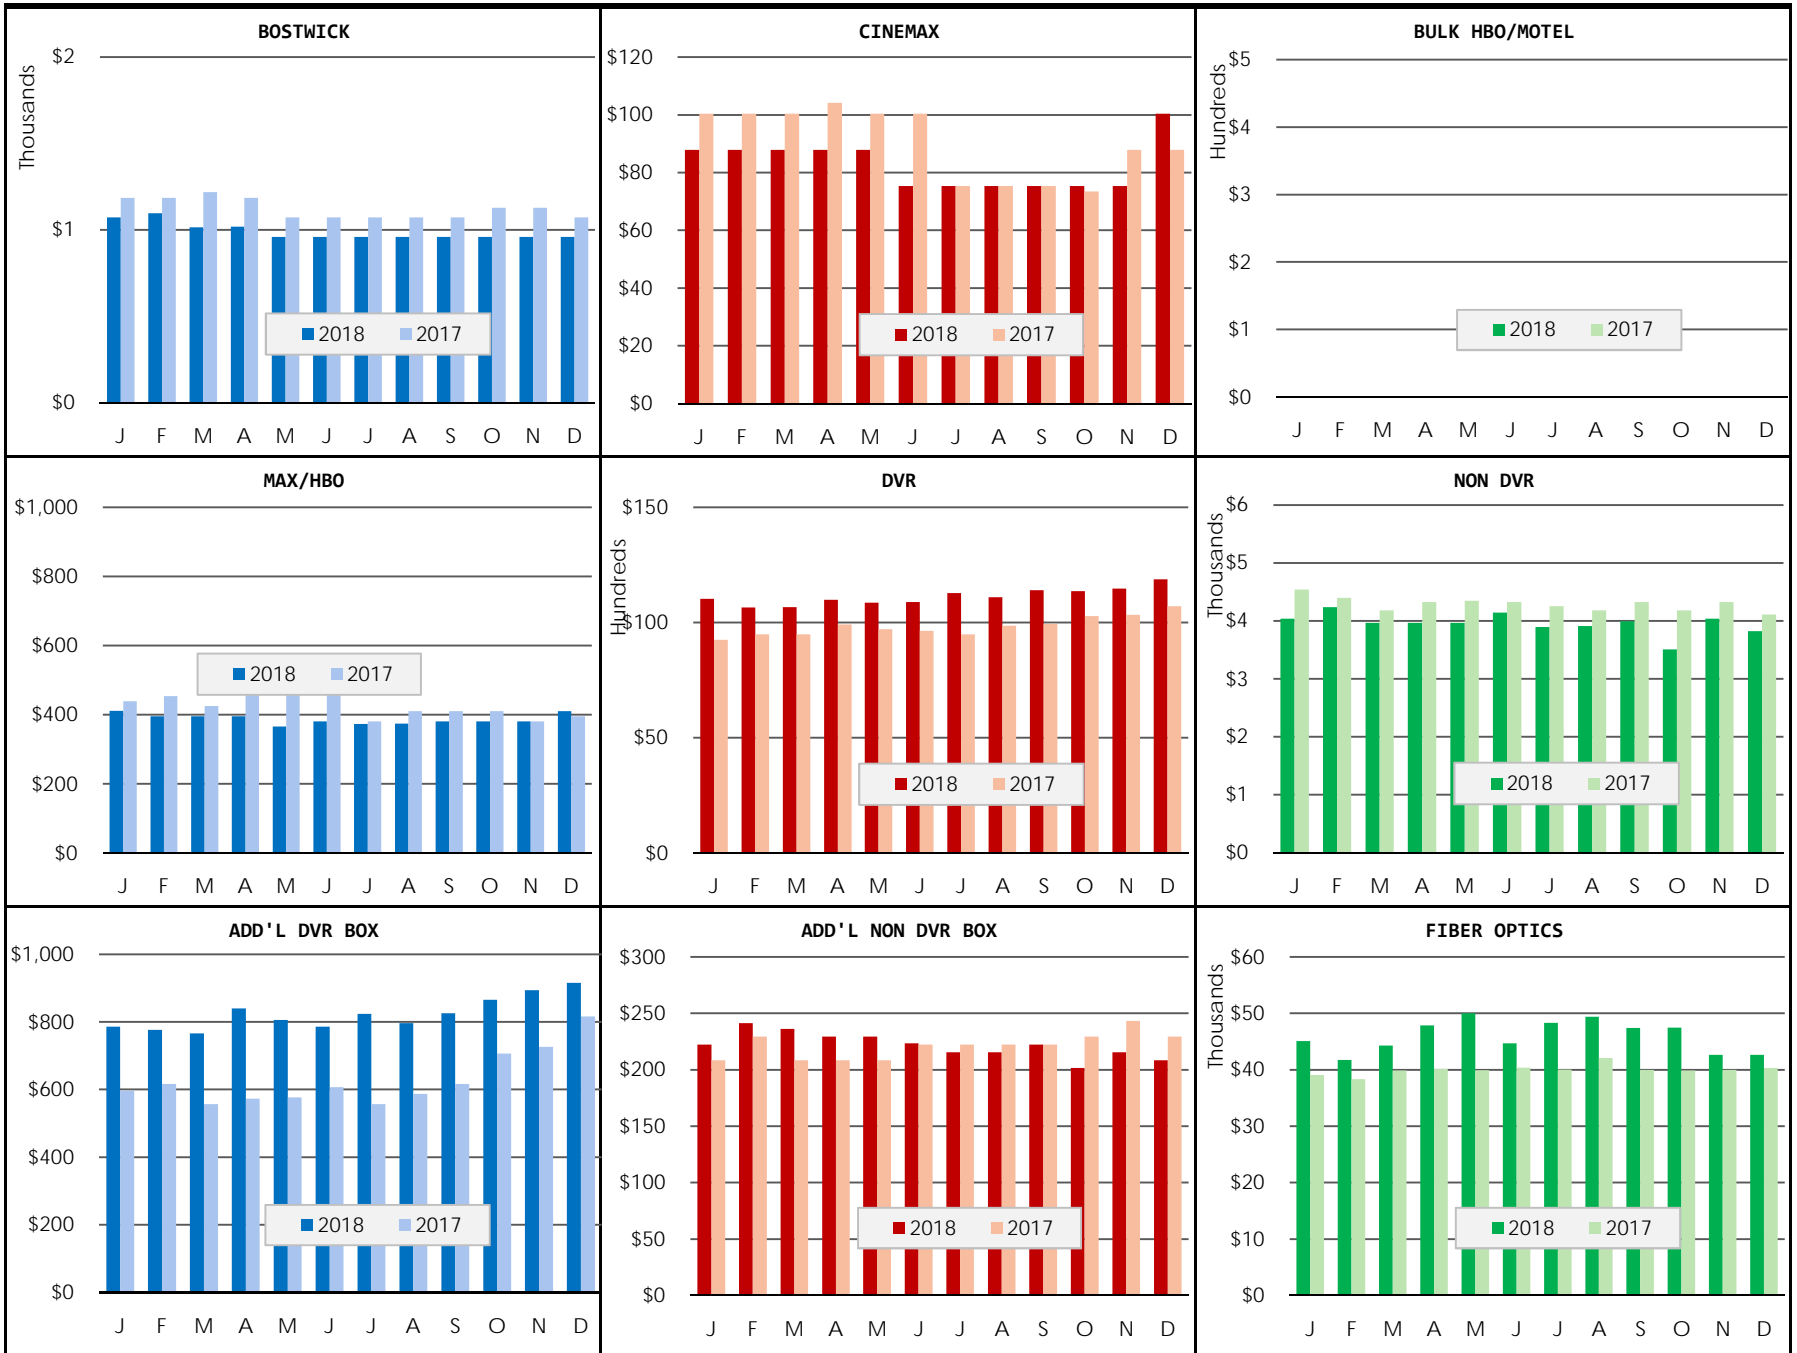 BOSTWICK
Thousands
$2
$1
$0
J F M A M J J A S O N D
2018 2017
CINEMAX
$120
$100
$80
$60
$40
$20
$0
J F M A M J J A S O N D
2018 2017
BULK HBO/MOTEL
Hundreds
$5
$4
$3
$2
$1
$0
J F M A M J J A S O N D
2018 2017
MAX/HBO
$1,000
$800
$600
$400
$200
$0
J F M A M J J A S O N D
2018 2017
DVR
Hundreds
$150
$100
$50
$0
J F M A M J J A S O N D
2018 2017
NON DVR
Thousands
$6
$5
$4
$3
$2
$1
$0
J F M A M J J A S O N D
2018 2017
ADD'L DVR BOX
$1,000
$800
$600
$400
$200
$0
J F M A M J J A S O N D
2018 2017
ADD'L NON DVR BOX
$300
$250
$200
$150
$100
$50
$0
J F M A M J J A S O N D
2018 2017
FIBER OPTICS
Thousands
$60
$50
$40
$30
$20
$10
$0
J F M A M J J A S O N D
2018 2017